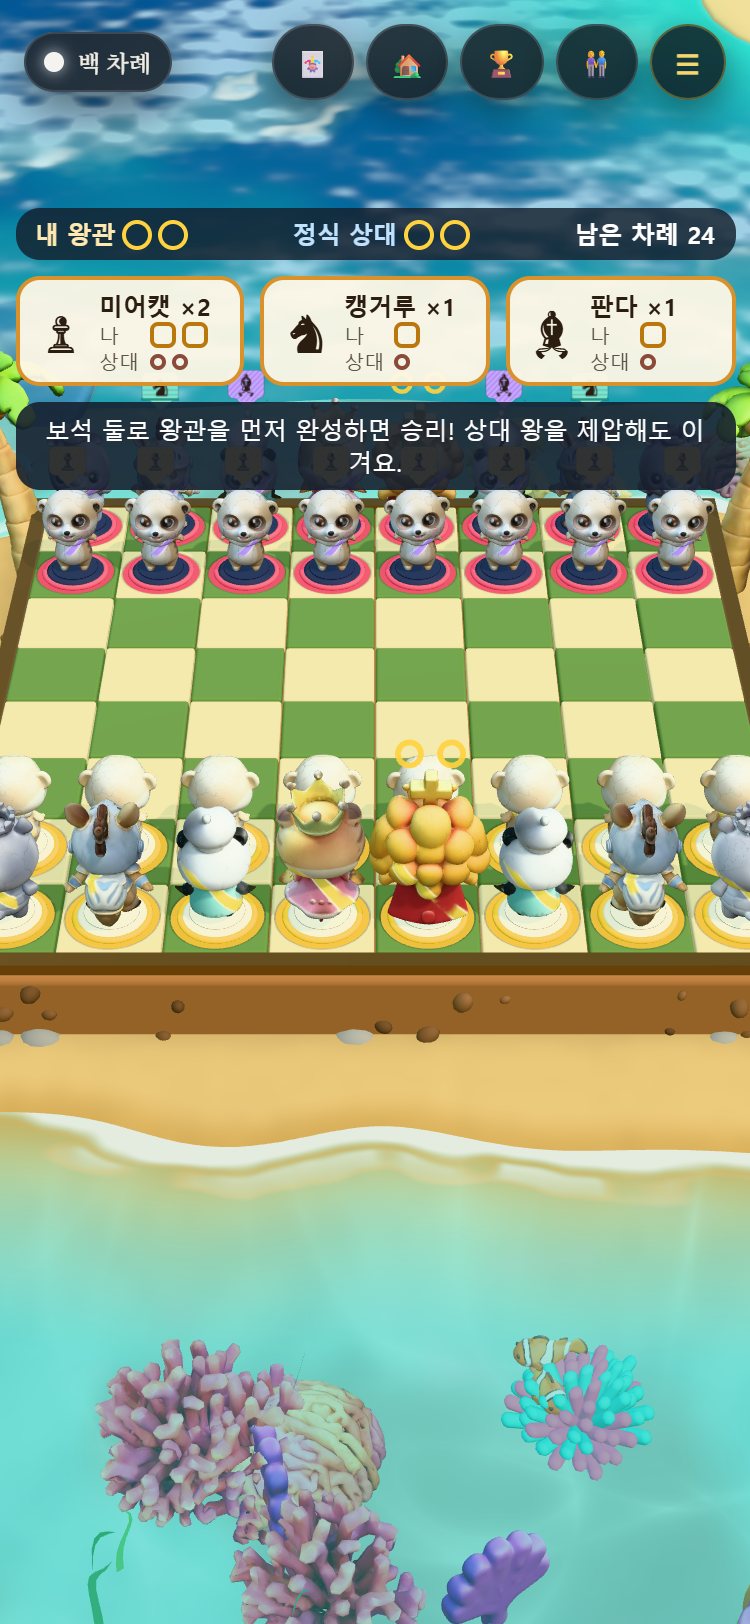 백 차례
내 왕관
정식 상대
남은 차례 24
미어캣 ×2
나
상대
캥거루 ×1
나
상대
판다 ×1
나
상대
보석 둘로 왕관을 먼저 완성하면 승리! 상대 왕을 제압해도 이
겨요.